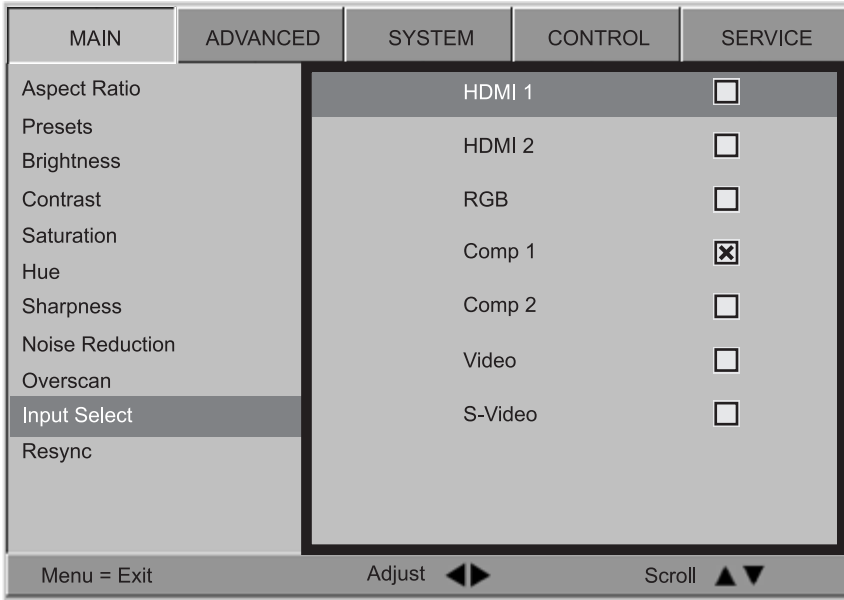 MAIN ADVANCED SYSTEM CONTROL SERVICE
Aspect Ratio
Presets
Brightness
Contrast
Saturation
Hue
Sharpness
Noise Reduction
Overscan
Input Select
Resync
HDMI 1
HDMI 2
RGB
Comp 1
Comp 2
Video
S-Video
Menu = Exit Adjust ◀▶ Scroll ▲▼